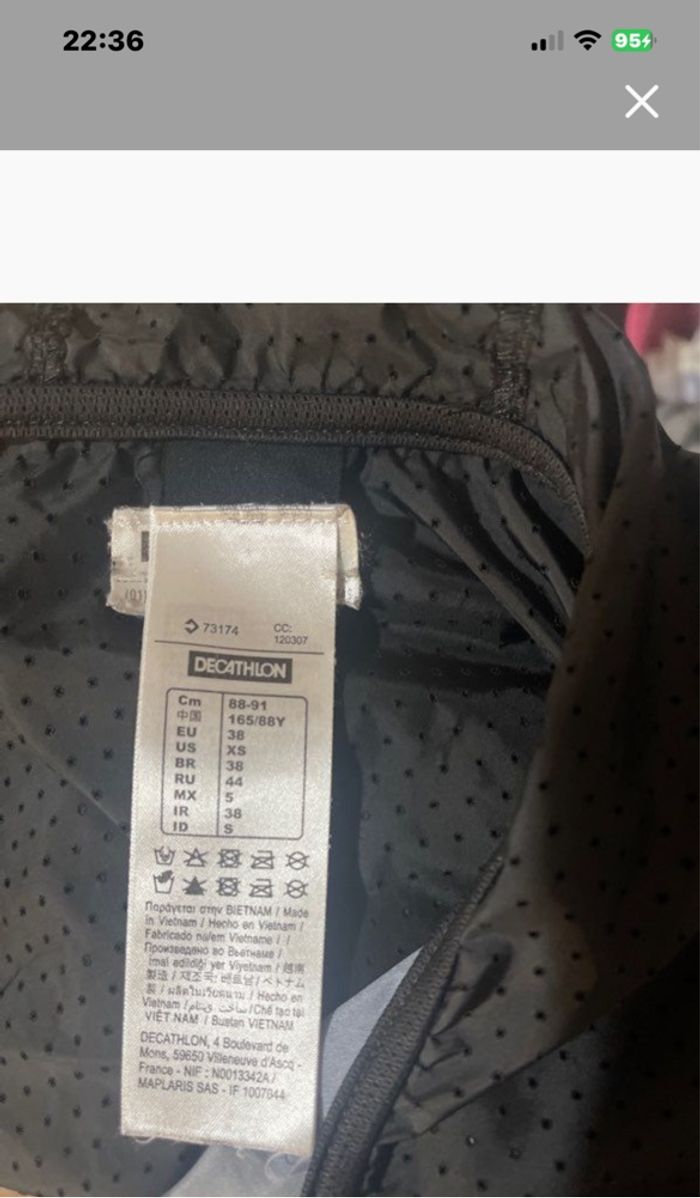 22:36
95
73174
CC:
120307
DECATHLON
Cm 88-91
中国 165/88Y
EU 38
US XS
BR 38
RU 44
MX 5
IR 38
ID S
Παράγεται στην ΒΙΕΤΝΑΜ / Made
in Vietnam / Hecho en Vietnam /
Fabricado no/em Vietname / /
Произведено во Вьетнаме /
Imal edildiği yer Viyetnam / 越南
製造 / 제조국: 베트남 / ベトナム
製 / ผลิตในเวียดนาม / Hecho en
Vietnam / ساخت / Chế tạo tại
VIỆT NAM / Buatan VIETNAM
DECATHLON, 4 Boulevard de
Mons, 59650 Villeneuve d'Ascq -
France - NIF : N0013342A /
MAPLARIS SAS - IF 1007844